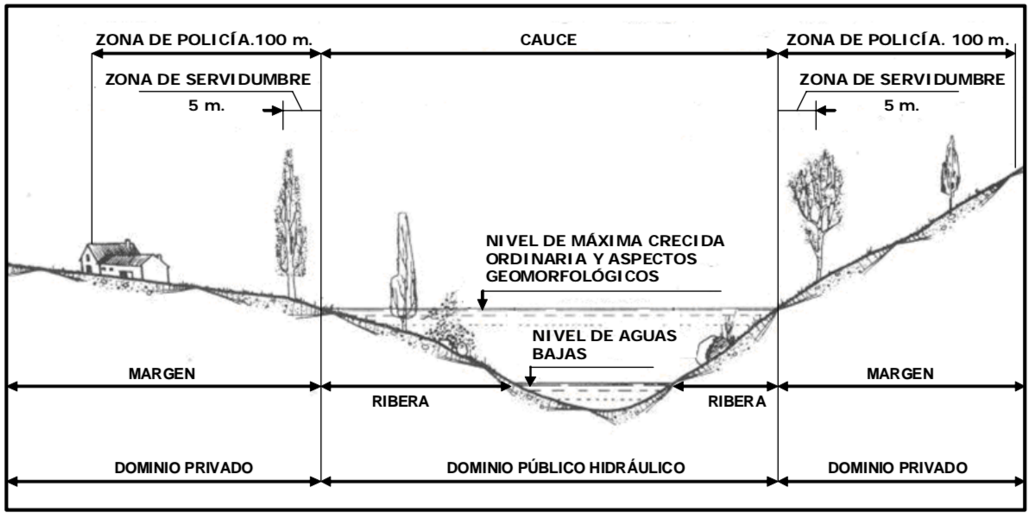 ZONA DE POLICÍA.100 m.
CAUCE
ZONA DE POLICÍA. 100 m.
ZONA DE SERVIDUMBRE
5 m.
ZONA DE SERVIDUMBRE
5 m.
NIVEL DE MÁXIMA CRECIDA
ORDINARIA Y ASPECTOS
GEOMORFOLÓGICOS
NIVEL DE AGUAS
BAJAS
MARGEN
RIBERA
RIBERA
MARGEN
DOMINIO PRIVADO
DOMINIO PÚBLICO HIDRÁULICO
DOMINIO PRIVADO